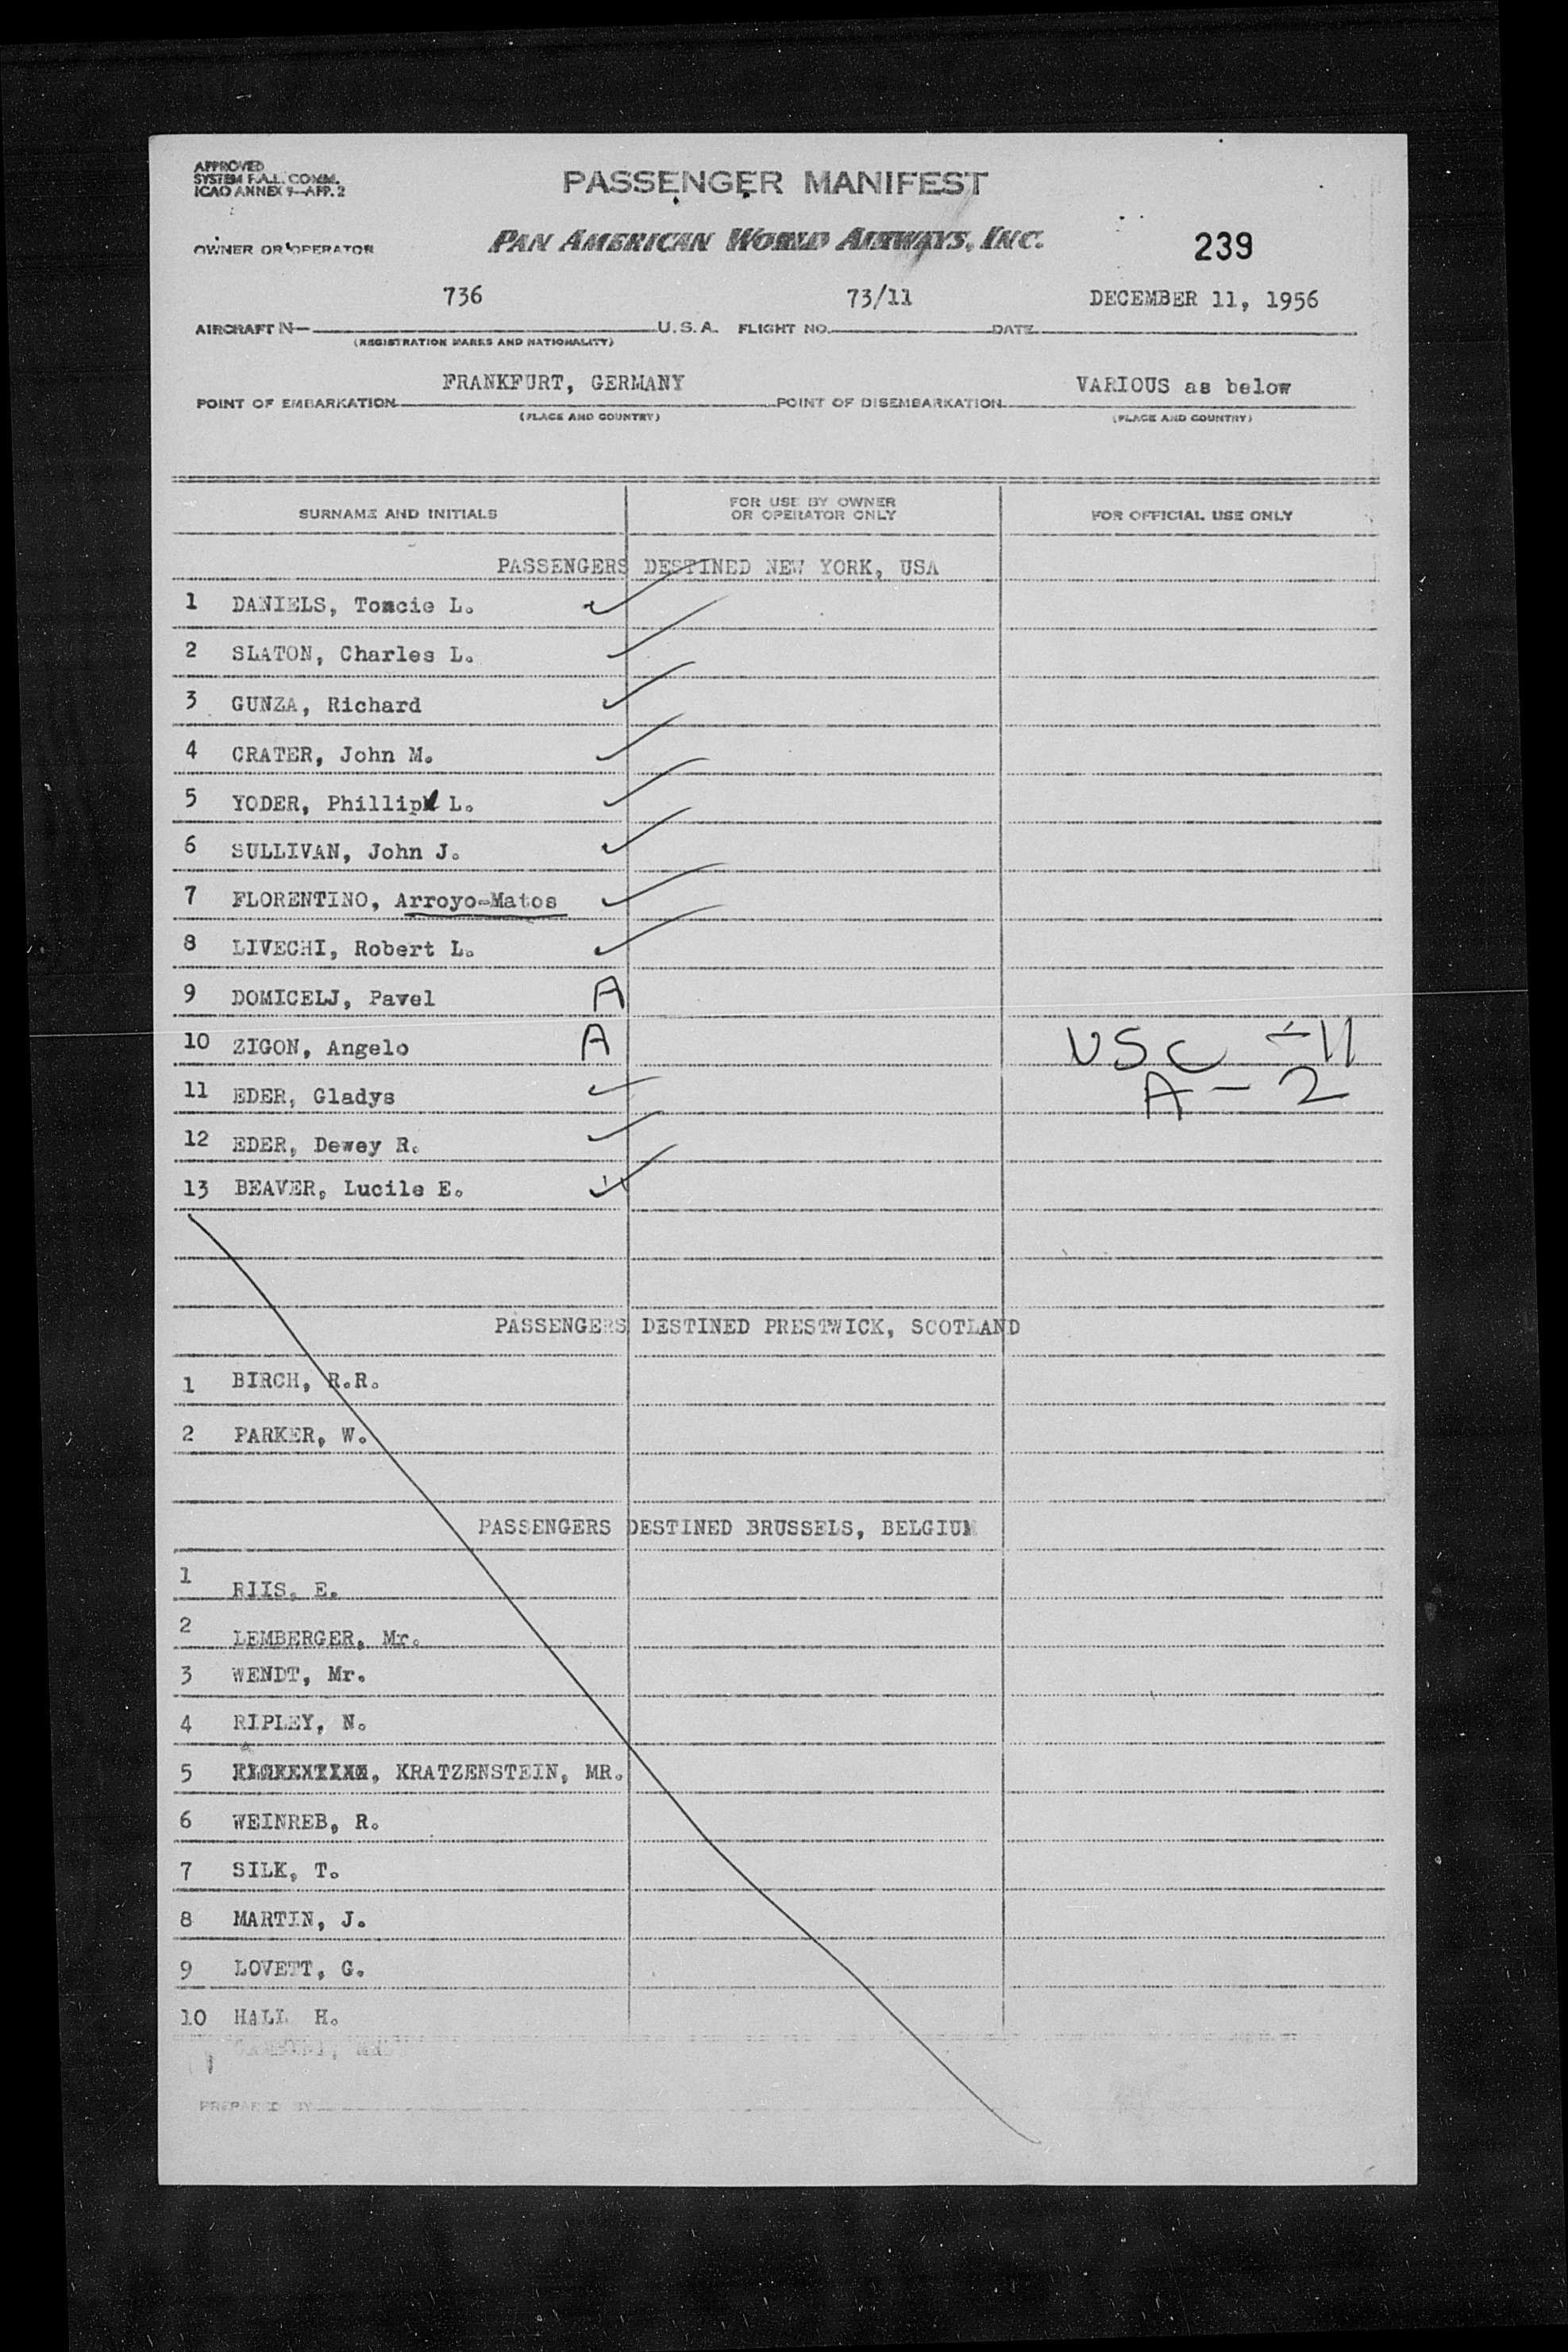 APPROVED
SYSTEM F.A.L. COMM.
ICAO ANNEX 9—APP. 2
PASSENGER MANIFEST
OWNER OR OPERATOR
PAN AMERICAN WORLD AIRWAYS, INC.
239
736 73/11 DECEMBER 11, 1956
AIRCRAFT N— U.S.A. FLIGHT NO. DATE
(REGISTRATION MARKS AND NATIONALITY)
FRANKFURT, GERMANY VARIOUS as below
POINT OF EMBARKATION POINT OF DISEMBARKATION
(PLACE AND COUNTRY) (PLACE AND COUNTRY)
SURNAME AND INITIALS
FOR USE BY OWNER
OR OPERATOR ONLY
FOR OFFICIAL USE ONLY
PASSENGERS DESTINED NEW YORK, USA
1 DANIELS, Tomcie L.
2 SLATON, Charles L.
3 GUNZA, Richard
4 CRATER, John M.
5 YODER, Phillip L.
6 SULLIVAN, John J.
7 FLORENTINO, Arroyo-Matos
8 LIVECHI, Robert L.
9 DOMICELJ, Pavel A
10 ZIGON, Angelo A USC - 11
11 EDER, Gladys A - 2
12 EDER, Dewey R.
13 BEAVER, Lucile E.
PASSENGERS DESTINED PRESTWICK, SCOTLAND
1 BIRCH, R.R.
2 PARKER, W.
PASSENGERS DESTINED BRUSSELS, BELGIUM
1 RIIS, E.
2 LEMBERGER, Mr.
3 WENDT, Mr.
4 RIPLEY, N.
5 KRATZENSTEIN, MR.
6 WEINREB, R.
7 SILK, T.
8 MARTIN, J.
9 LOVETT, G.
10 HALL H.
PREPARED BY